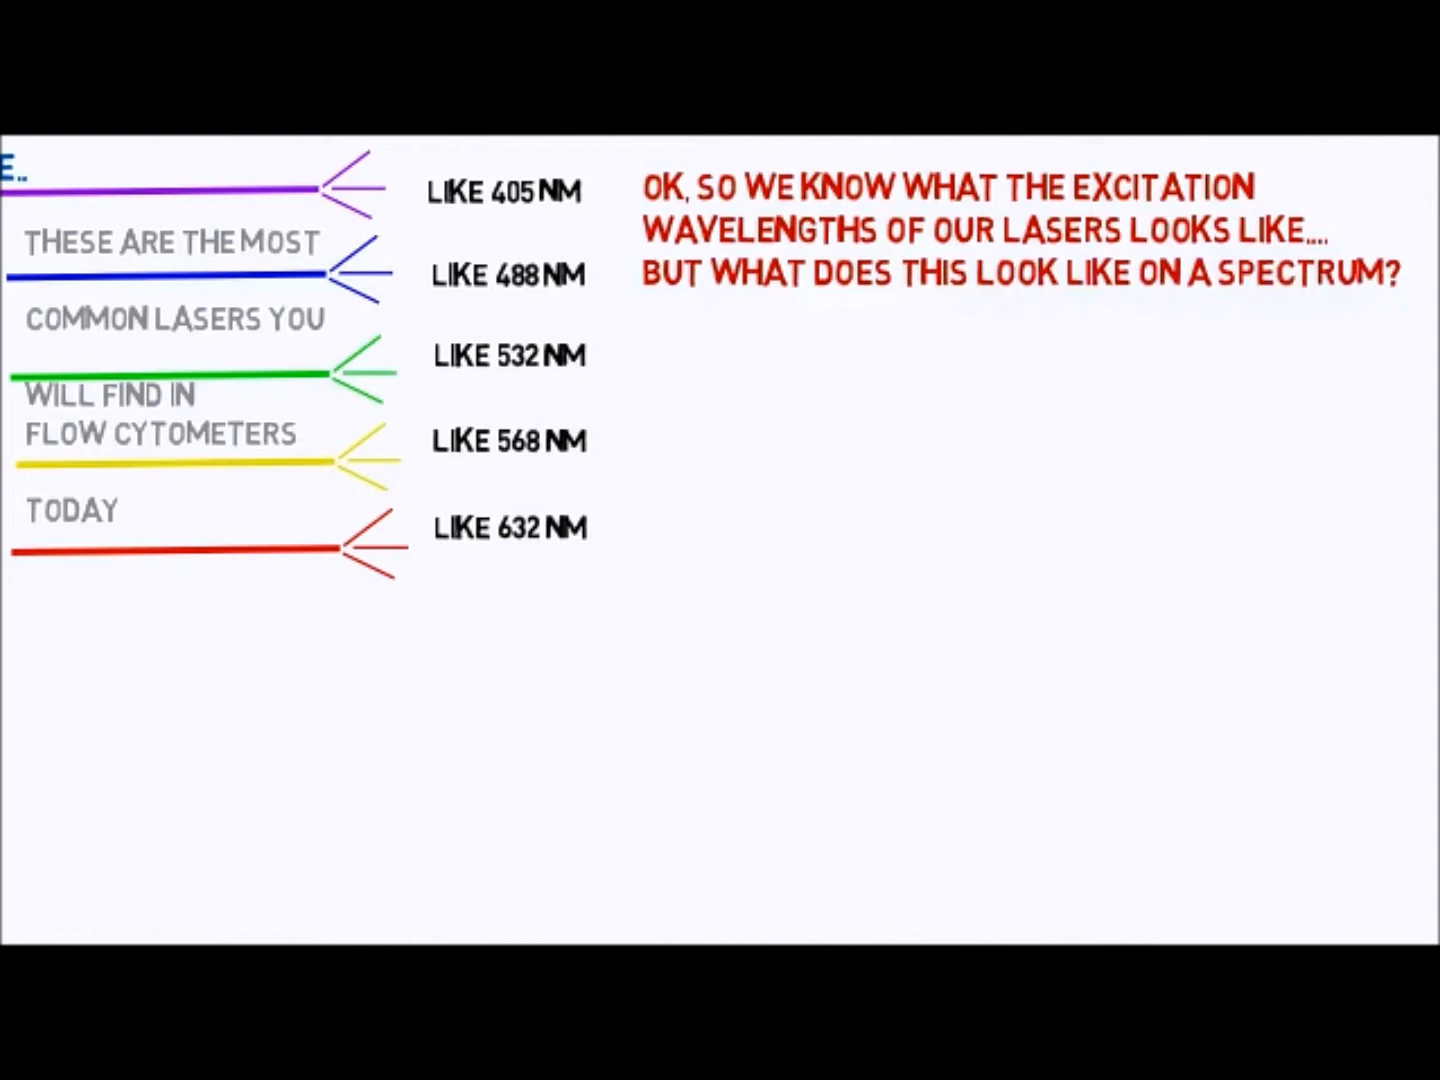 E..
LIKE 405 NM
THESE ARE THE MOST
LIKE 488 NM
COMMON LASERS YOU
LIKE 532 NM
WILL FIND IN
FLOW CYTOMETERS
LIKE 568 NM
TODAY
LIKE 632 NM
OK, SO WE KNOW WHAT THE EXCITATION
WAVELENGTHS OF OUR LASERS LOOKS LIKE....
BUT WHAT DOES THIS LOOK LIKE ON A SPECTRUM?